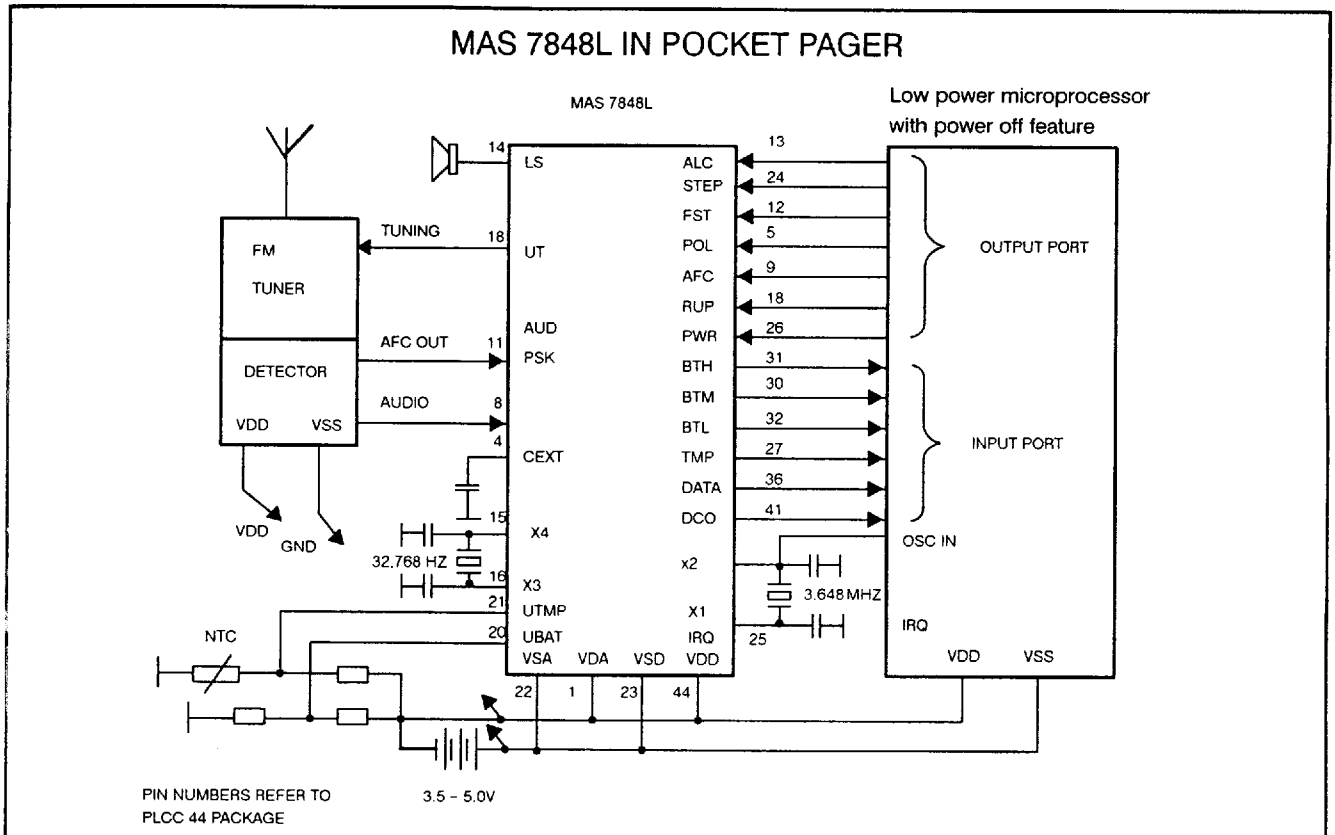 MAS 7848L IN POCKET PAGER
MAS 7848L
Low power microprocessor
with power off feature
14
LS
ALC
13
STEP
24
FST
12
TUNING
18
UT
POL
5
AFC
9
RUP
18
PWR
26
OUTPUT PORT
FM
TUNER
AUD
AFC OUT
11
PSK
DETECTOR
AUDIO
8
VDD
VSS
4
CEXT
BTH
31
BTM
30
BTL
32
TMP
27
DATA
36
DCO
41
INPUT PORT
VDD
GND
15
X4
32.768 HZ
16
X3
OSC IN
x2
3.648 MHZ
X1
21
UTMP
NTC
20
UBAT
IRQ
25
IRQ
VSA
VDA
VSD
VDD
VDD
VSS
22
1
23
44
PIN NUMBERS REFER TO
PLCC 44 PACKAGE
3.5 – 5.0V